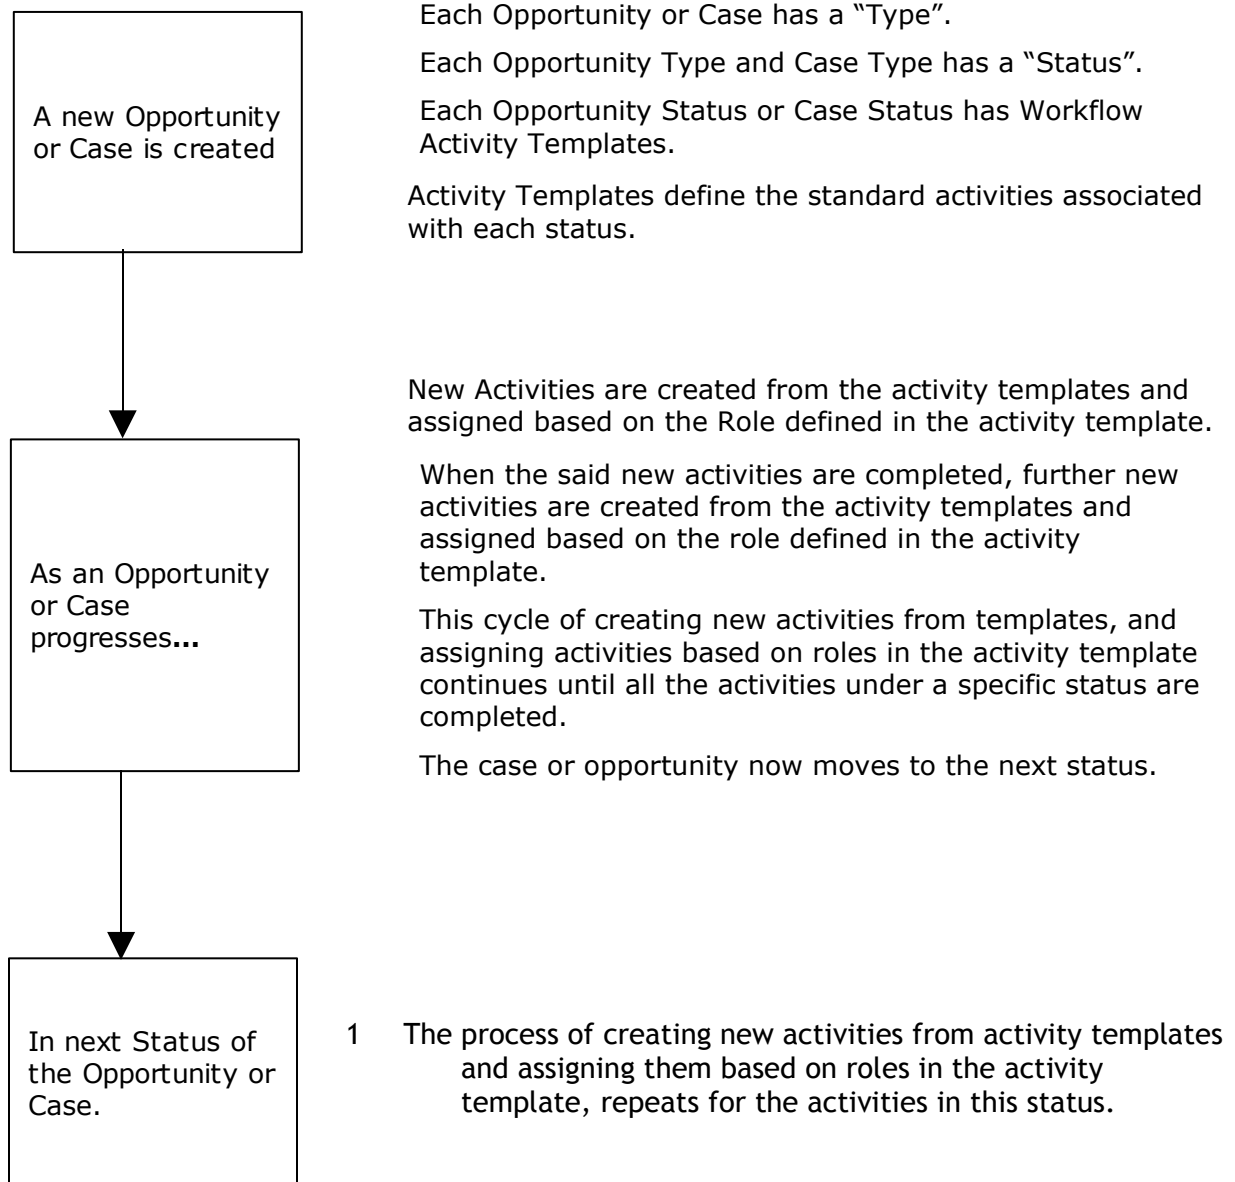 Each Opportunity or Case has a “Type”.
Each Opportunity Type and Case Type has a “Status”.
Each Opportunity Status or Case Status has Workflow
Activity Templates.
A new Opportunity
or Case is created
Activity Templates define the standard activities associated
with each status.
New Activities are created from the activity templates and
assigned based on the Role defined in the activity template.
When the said new activities are completed, further new
activities are created from the activity templates and
assigned based on the role defined in the activity
template.
As an Opportunity
or Case
progresses...
This cycle of creating new activities from templates, and
assigning activities based on roles in the activity template
continues until all the activities under a specific status are
completed.
The case or opportunity now moves to the next status.
In next Status of
the Opportunity or
Case.
1 The process of creating new activities from activity templates
and assigning them based on roles in the activity
template, repeats for the activities in this status.